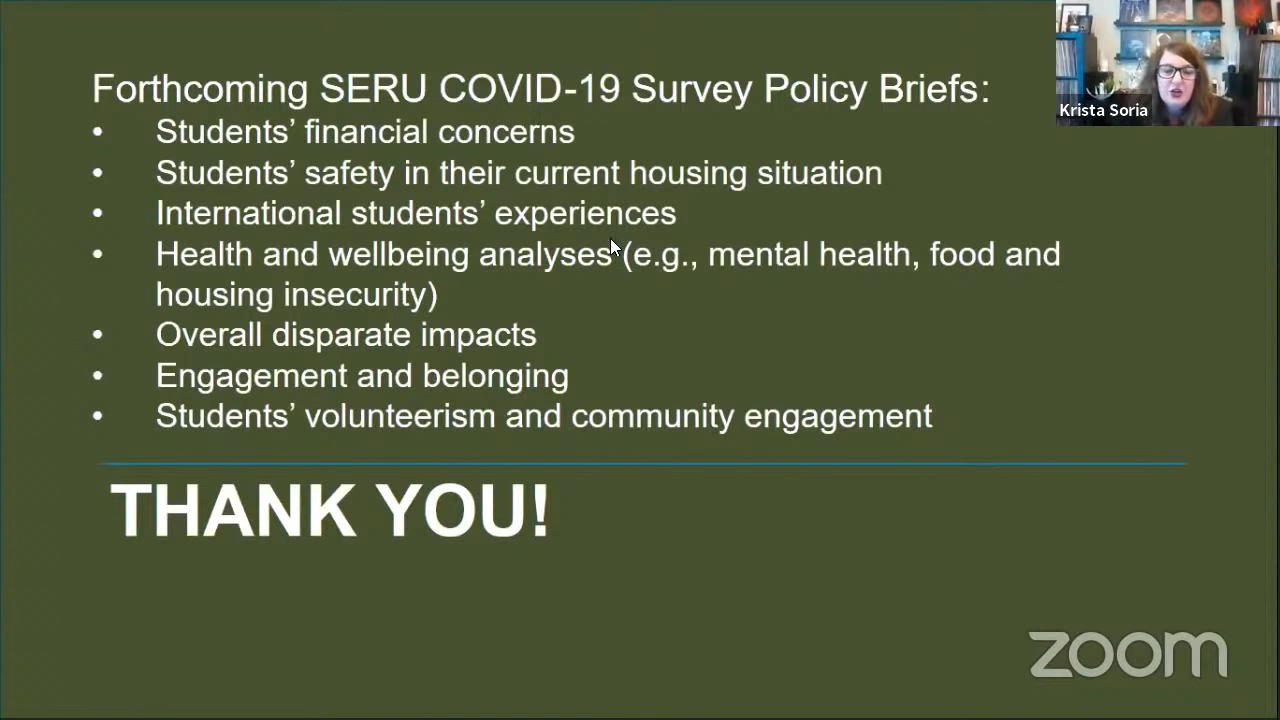 Forthcoming SERU COVID-19 Survey Policy Briefs:
• Students’ financial concerns
• Students’ safety in their current housing situation
• International students’ experiences
• Health and wellbeing analyses (e.g., mental health, food and
housing insecurity)
• Overall disparate impacts
• Engagement and belonging
• Students’ volunteerism and community engagement
THANK YOU!
Krista Soria
zoom